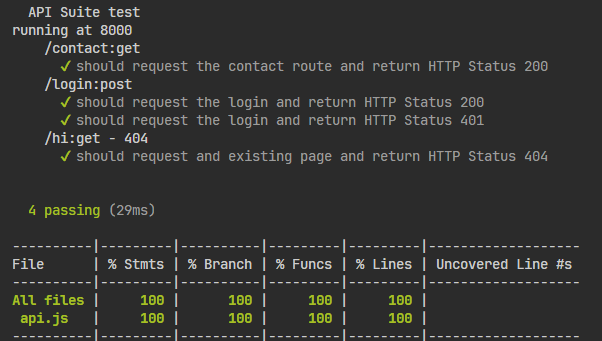 API Suite test
running at 8000
/contact:get
✓ should request the contact route and return HTTP Status 200
/login:post
✓ should request the login and return HTTP Status 200
✓ should request the login and return HTTP Status 401
/hi:get - 404
✓ should request and existing page and return HTTP Status 404
4 passing (29ms)
----------|---------|----------|---------|---------|-------------------
File      | % Stmts | % Branch | % Funcs | % Lines | Uncovered Line #s
----------|---------|----------|---------|---------|-------------------
All files |     100 |      100 |     100 |     100 |
 api.js   |     100 |      100 |     100 |     100 |
----------|---------|----------|---------|---------|-------------------